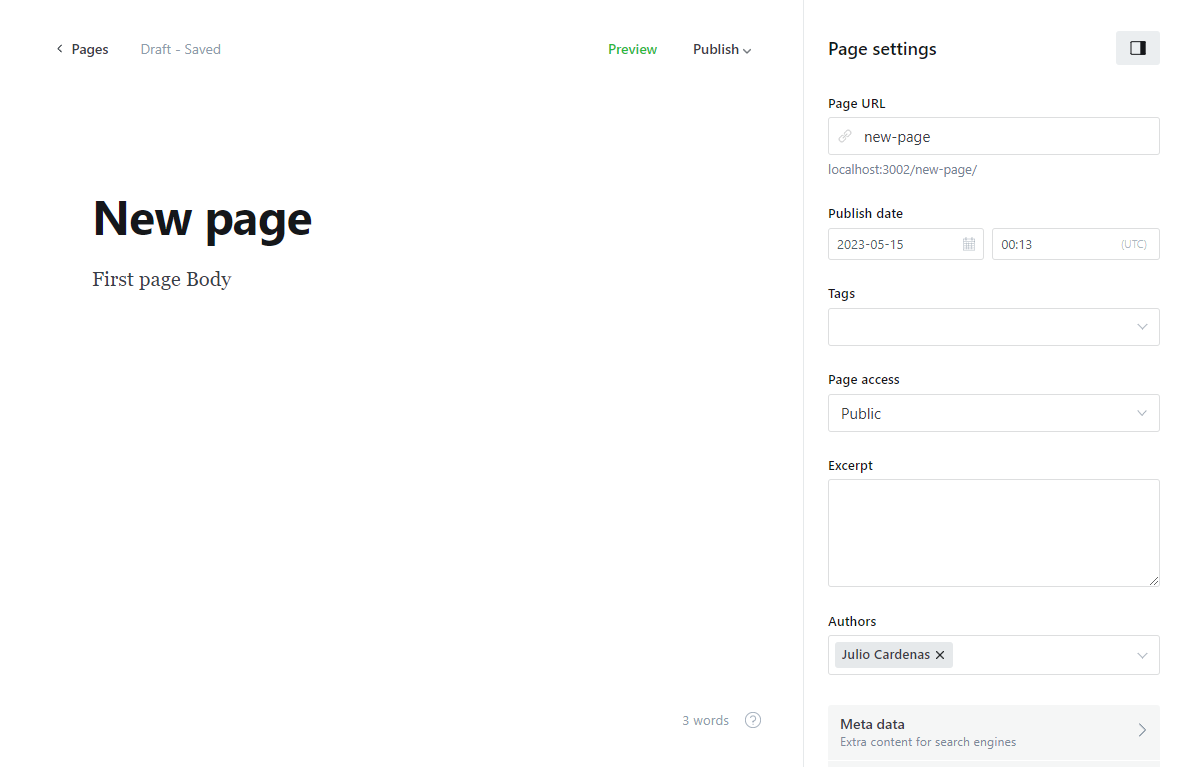 Pages
Draft - Saved
Preview
Publish
New page
First page Body
3 words
?
Page settings
Page URL
new-page
localhost:3002/new-page/
Publish date
2023-05-15
00:13
(UTC)
Tags
Page access
Public
Excerpt
Authors
Julio Cardenas
Meta data
Extra content for search engines